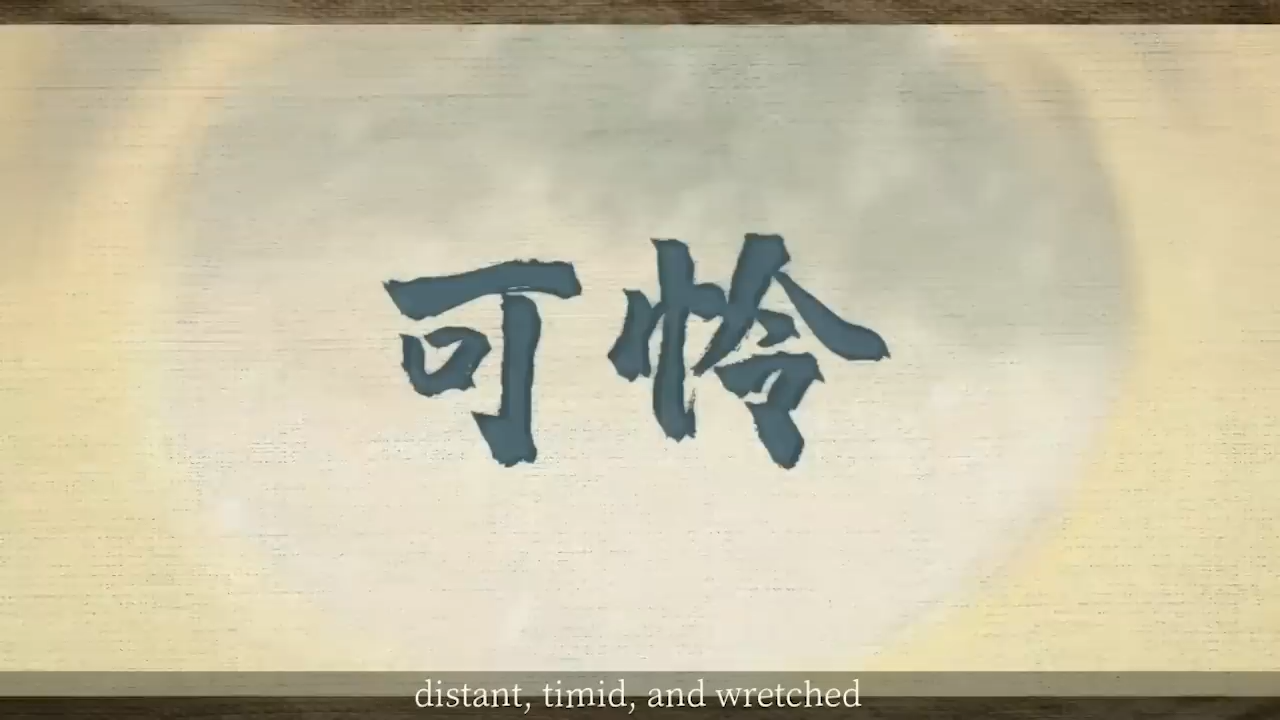 可怜
distant, timid, and wretched